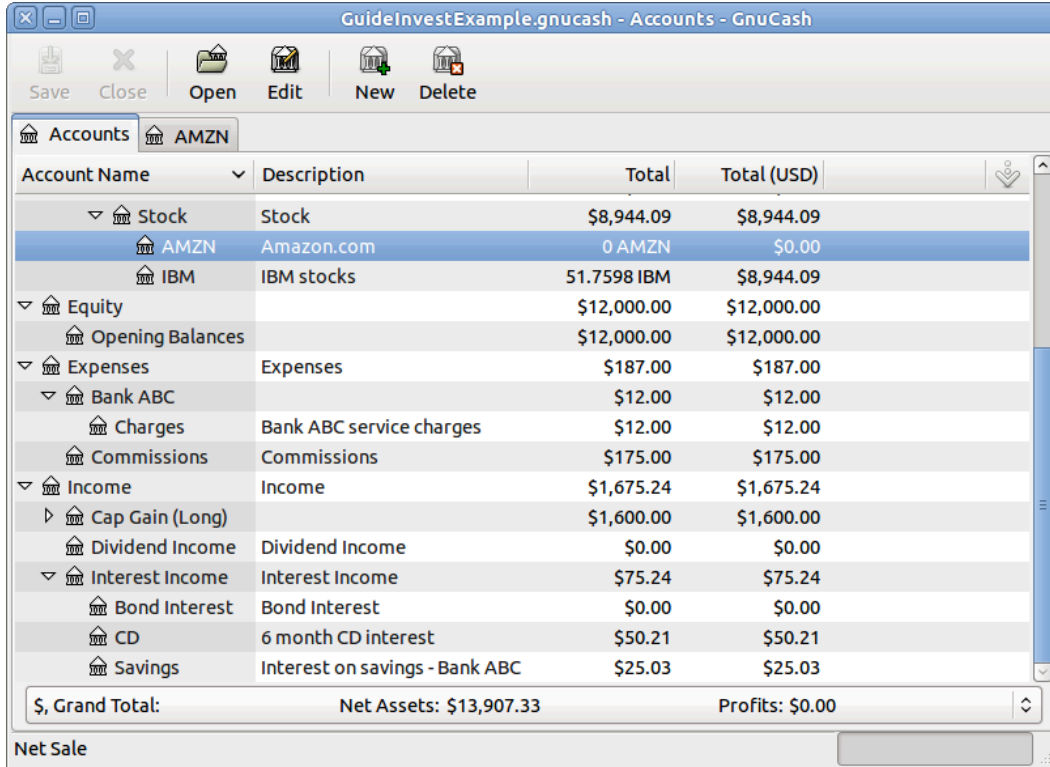 GuideInvestExample.gnucash - Accounts - GnuCash
Save Close Open Edit New Delete
Accounts AMZN
Account Name Description Total Total (USD)
Stock Stock $8,944.09 $8,944.09
AMZN Amazon.com 0 AMZN $0.00
IBM IBM stocks 51.7598 IBM $8,944.09
Equity $12,000.00 $12,000.00
Opening Balances $12,000.00 $12,000.00
Expenses Expenses $187.00 $187.00
Bank ABC $12.00 $12.00
Charges Bank ABC service charges $12.00 $12.00
Commissions Commissions $175.00 $175.00
Income Income $1,675.24 $1,675.24
Cap Gain (Long) $1,600.00 $1,600.00
Dividend Income Dividend Income $0.00 $0.00
Interest Income Interest Income $75.24 $75.24
Bond Interest Bond Interest $0.00 $0.00
CD 6 month CD interest $50.21 $50.21
Savings Interest on savings - Bank ABC $25.03 $25.03
$, Grand Total: Net Assets: $13,907.33 Profits: $0.00
Net Sale